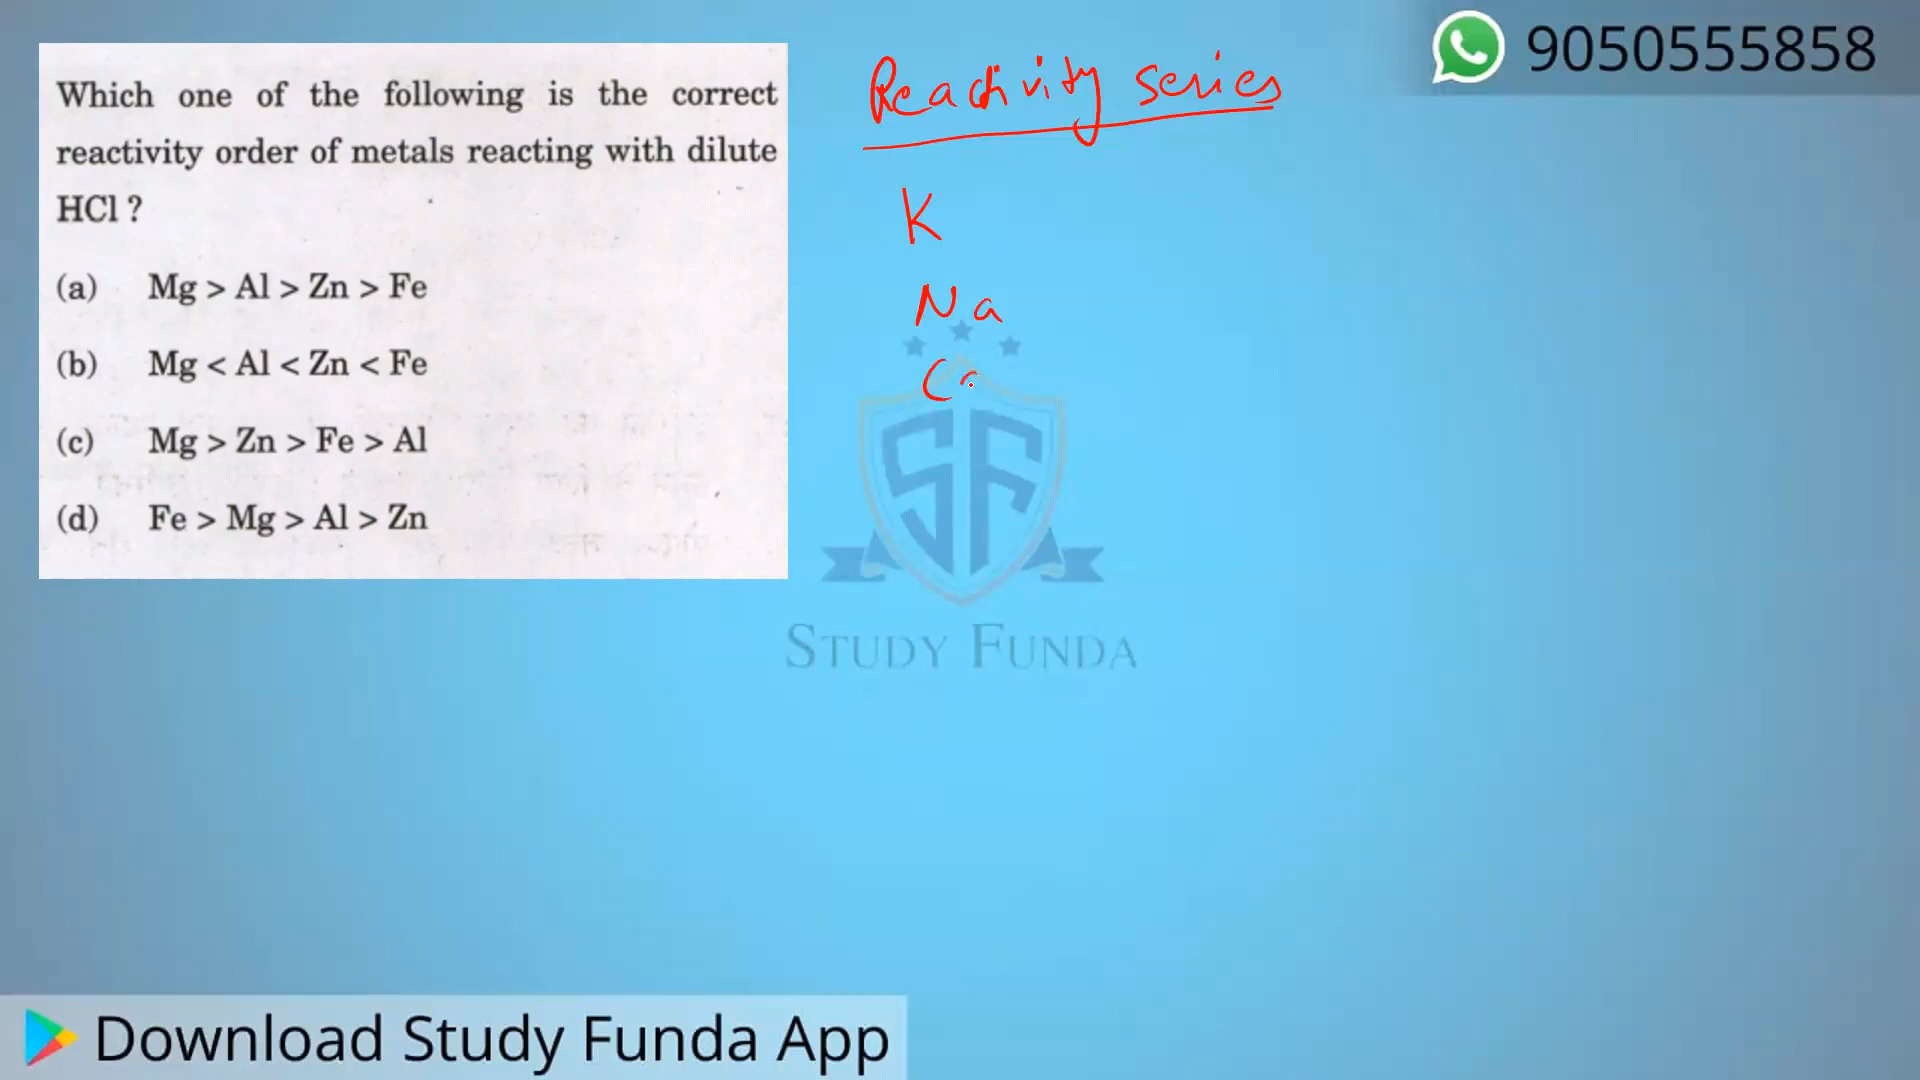 9050555858
Which one of the following is the correct
reactivity order of metals reacting with dilute
HCl ?
(a) Mg > Al > Zn > Fe
(b) Mg < Al < Zn < Fe
(c) Mg > Zn > Fe > Al
(d) Fe > Mg > Al > Zn
Reactivity series
K
Na
Ca
SF
STUDY FUNDA
Download Study Funda App